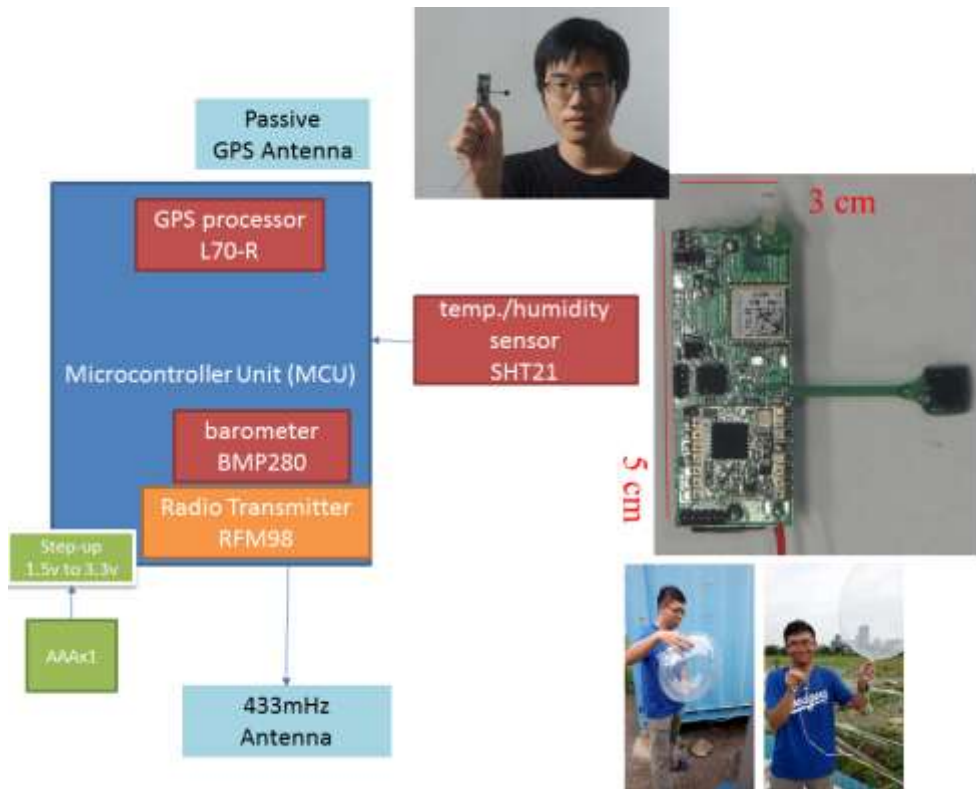 Passive
GPS Antenna
GPS processor
L70-R
Microcontroller Unit (MCU)
temp./humidity
sensor
SHT21
barometer
BMP280
Radio Transmitter
RFM98
Step-up
1.5v to 3.3v
AAAx1
433mHz
Antenna
3 cm
5 cm
Dodgers